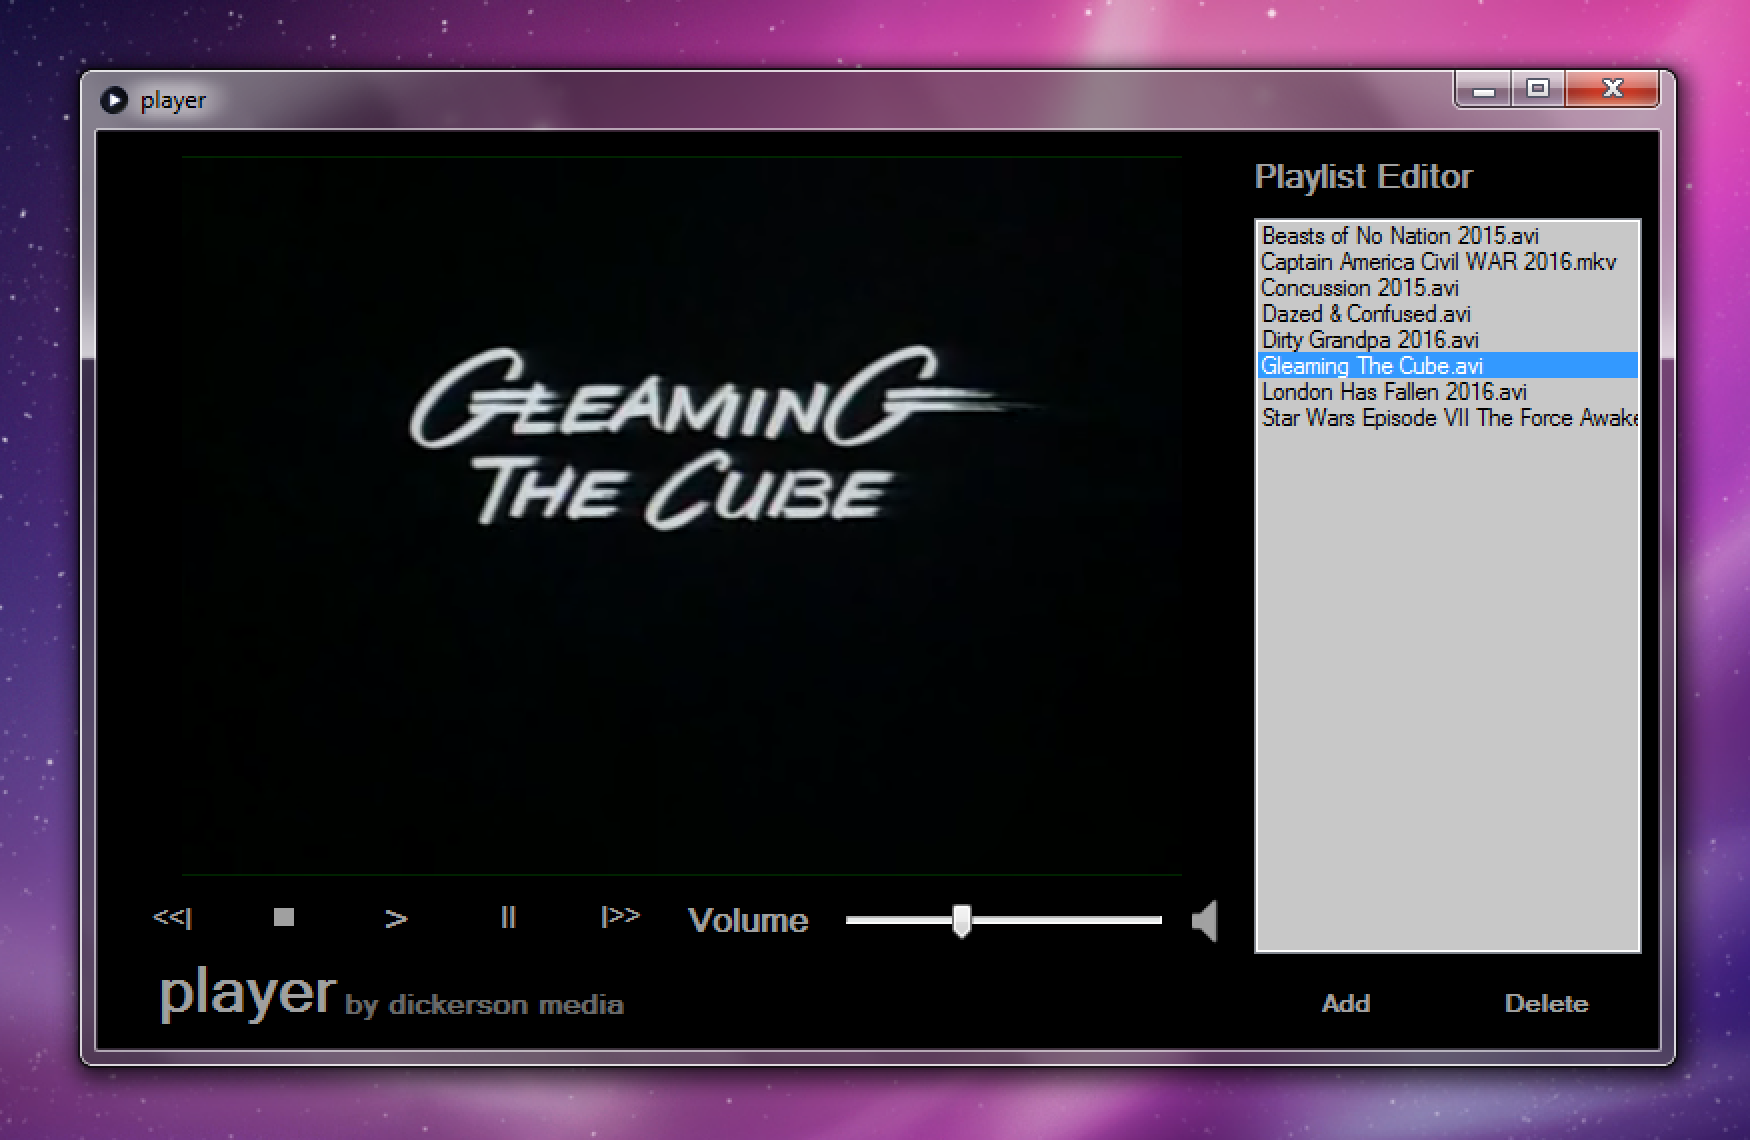 player
Playlist Editor
Beasts of No Nation 2015.avi
Captain America Civil WAR 2016.mkv
Concussion 2015.avi
Dazed & Confused.avi
Dirty Grandpa 2016.avi
Gleaming The Cube.avi
London Has Fallen 2016.avi
Star Wars Episode VII The Force Awake
GLEAMING
THE CUBE
<<| > || |>> Volume
player by dickerson media
Add Delete